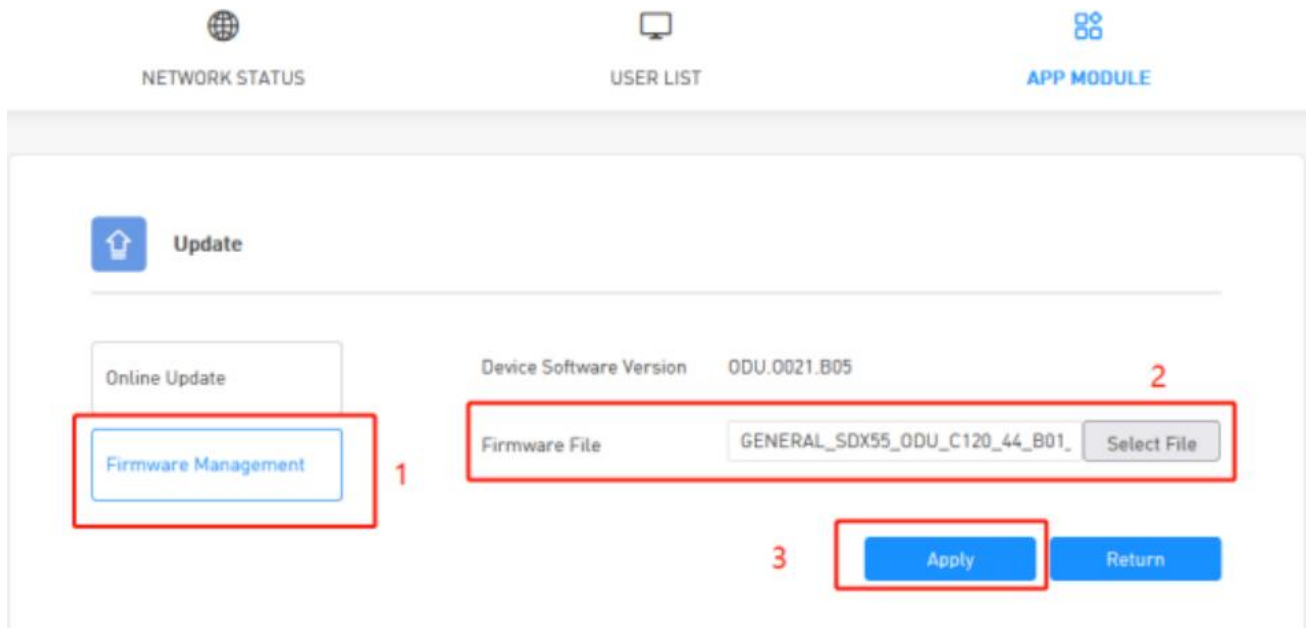 NETWORK STATUS
USER LIST
APP MODULE
Update
Online Update
Device Software Version ODU.0021.B05
2
Firmware Management
1
Firmware File GENERAL_SDX55_ODU_C120_44_B01_ Select File
3
Apply
Return